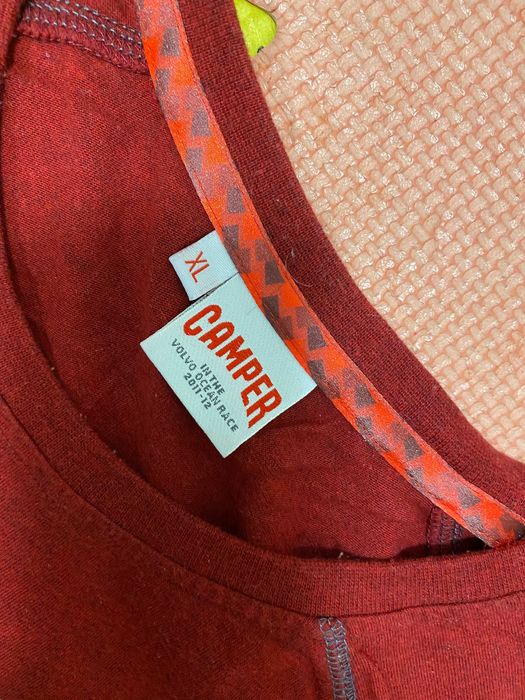 XL
CAMPER
IN THE
VOLVO OCEAN RACE
2011-12